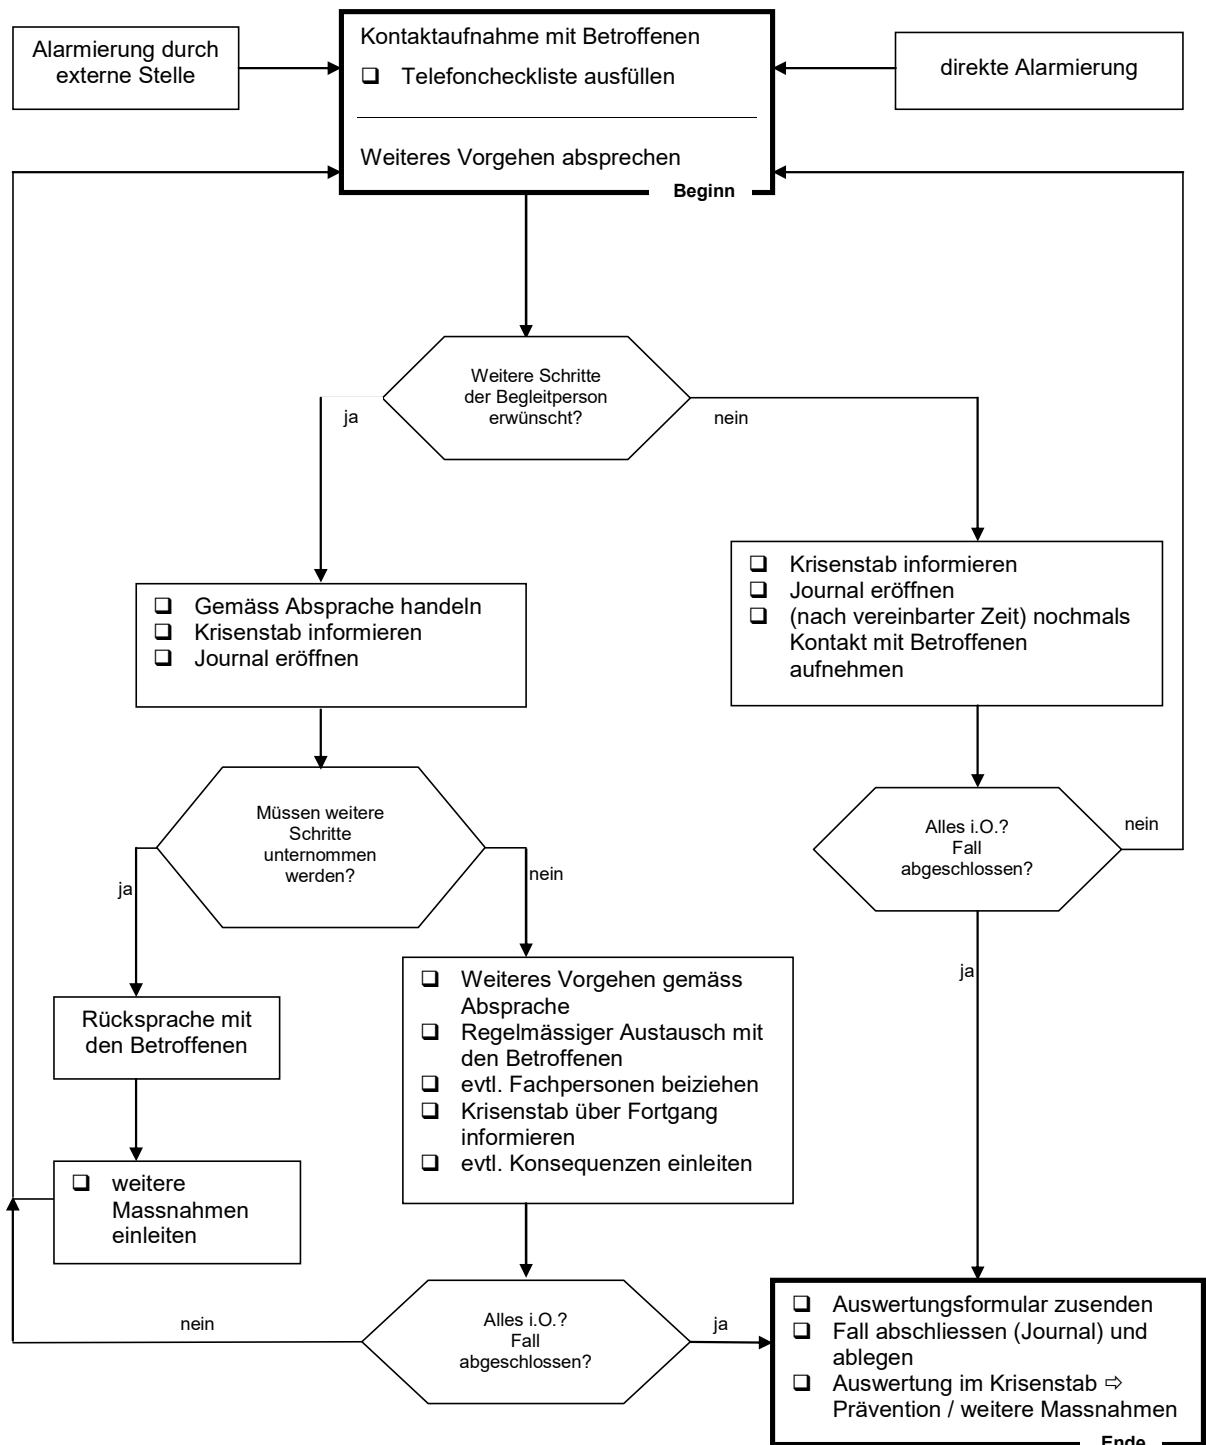 Alarmierung durch
externe Stelle
Kontaktaufnahme mit Betroffenen
❑ Telefoncheckliste ausfüllen
Weiteres Vorgehen absprechen
Beginn
direkte Alarmierung
Weitere Schritte
der Begleitperson
erwünscht?
ja
nein
❑ Gemäss Absprache handeln
❑ Krisenstab informieren
❑ Journal eröffnen
❑ Krisenstab informieren
❑ Journal eröffnen
❑ (nach vereinbarter Zeit) nochmals
Kontakt mit Betroffenen
aufnehmen
Müssen weitere
Schritte
unternommen
werden?
ja
nein
Alles i.O.?
Fall
abgeschlossen?
nein
ja
Rücksprache mit
den Betroffenen
❑ weitere
Massnahmen
einleiten
❑ Weiteres Vorgehen gemäss
Absprache
❑ Regelmässiger Austausch mit
den Betroffenen
❑ evtl. Fachpersonen beiziehen
❑ Krisenstab über Fortgang
informieren
❑ evtl. Konsequenzen einleiten
Alles i.O.?
Fall
abgeschlossen?
nein
ja
❑ Auswertungsformular zusenden
❑ Fall abschliessen (Journal) und
ablegen
❑ Auswertung im Krisenstab ⇨
Prävention / weitere Massnahmen
Ende